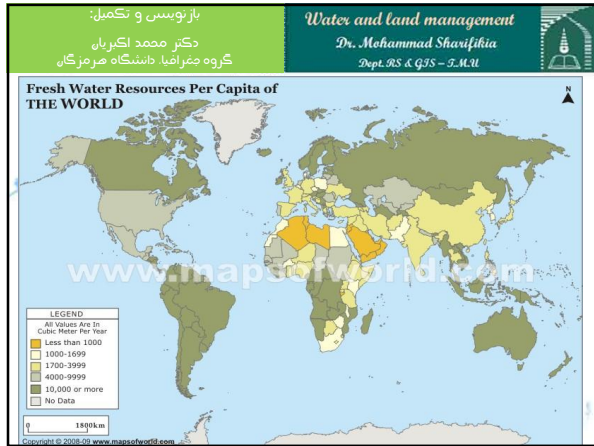 بازنویسی و تکمیل:
دکتر محمد اکبریان
گروه جغرافیا، دانشگاه هرمزگان
Water and land management
Dr. Mohammad Sharifikia
Dept. RS & GIS – T.M.U
Fresh Water Resources Per Capita of
THE WORLD
N
www.mapsofworld.com
LEGEND
All Values Are In
Cubic Meter Per Year
Less than 1000
1000-1699
1700-3999
4000-9999
10,000 or more
No Data
0 1800km
Copyright © 2008-09 www.mapsofworld.com